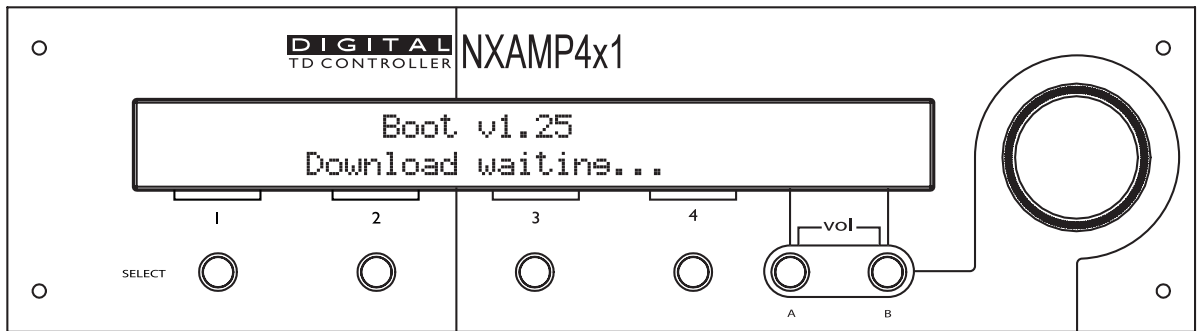 DIGITAL
TD CONTROLLER
NXAMP4x1
Boot v1.25
Download waiting...
1 2 3 4
vol
SELECT
A B